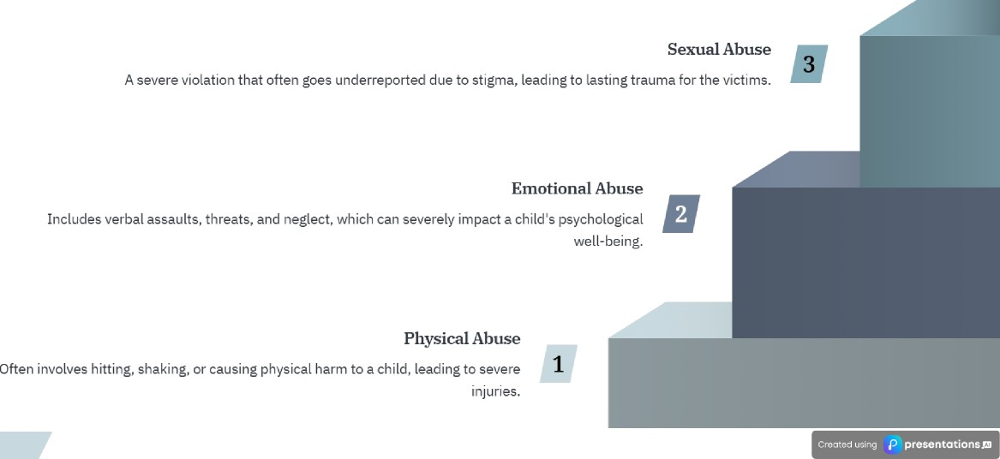 Sexual Abuse
3
A severe violation that often goes underreported due to stigma, leading to lasting trauma for the victims.
Emotional Abuse
2
Includes verbal assaults, threats, and neglect, which can severely impact a child's psychological
well-being.
Physical Abuse
1
Often involves hitting, shaking, or causing physical harm to a child, leading to severe
injuries.
Created using presentations.AI